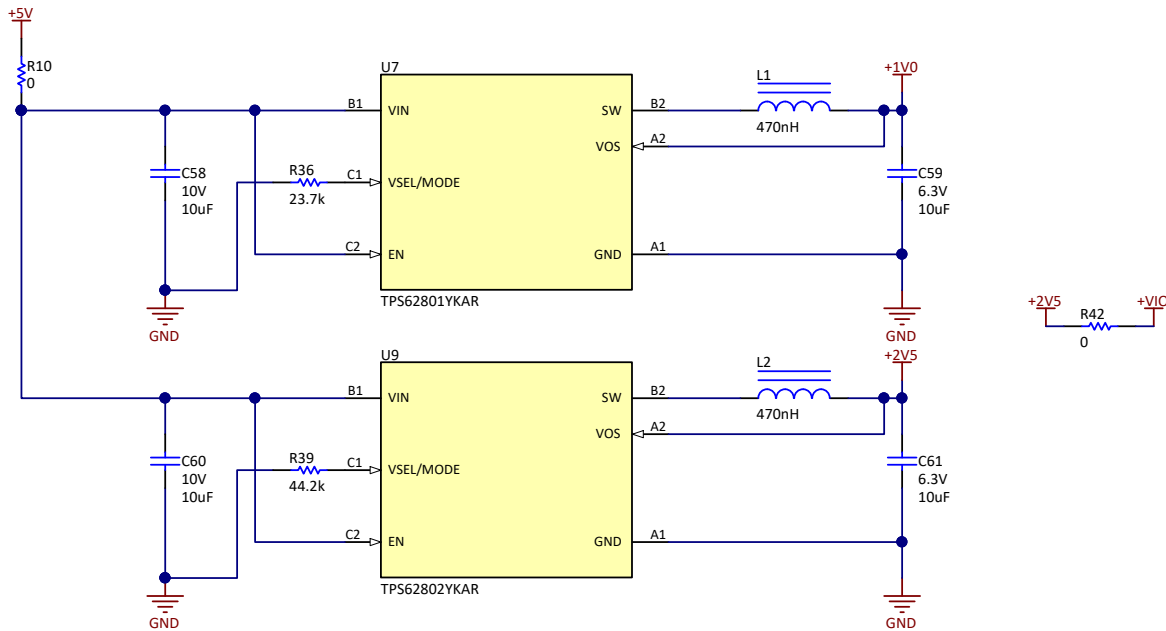 +5V
R10
0
U7
B1
VIN
SW
B2
L1
470nH
+1V0
VOS
A2
C58
10V
10uF
R36
23.7k
C1
VSEL/MODE
C59
6.3V
10uF
C2
EN
GND
A1
TPS62801YKAR
GND
GND
+2V5
R42
0
+VIO
U9
B1
VIN
SW
B2
L2
470nH
+2V5
VOS
A2
C60
10V
10uF
R39
44.2k
C1
VSEL/MODE
C61
6.3V
10uF
C2
EN
GND
A1
TPS62802YKAR
GND
GND